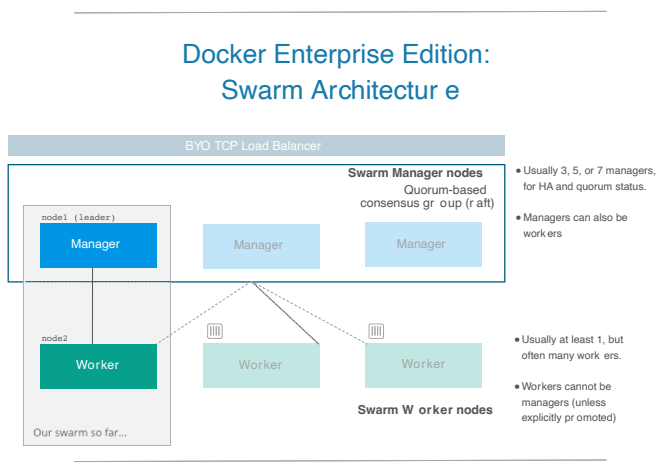 Docker Enterprise Edition:
Swarm Architectur e
BYO TCP Load Balancer
Swarm Manager nodes
Quorum-based
consensus gr oup (r aft)
• Usually 3, 5, or 7 managers,
for HA and quorum status.
• Managers can also be
work ers
node1 (leader)
Manager
Manager
Manager
node2
Worker
Worker
Worker
• Usually at least 1, but
often many work ers.
• Workers cannot be
managers (unless
explicitly pr omoted)
Swarm W orker nodes
Our swarm so far...